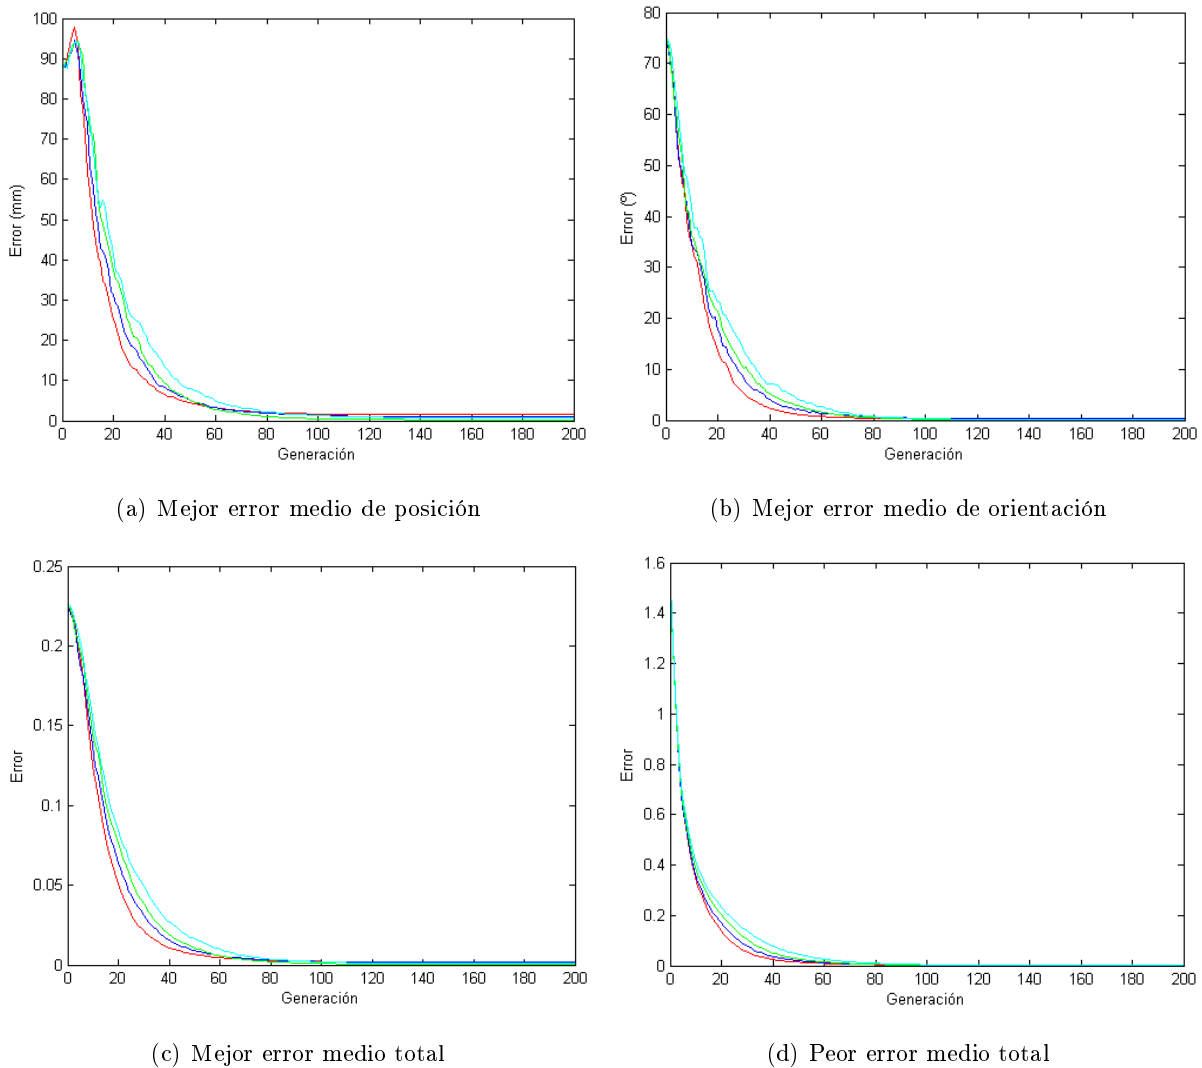 100
90
80
70
60
50
40
30
20
10
0
Error (mm)
0 20 40 60 80 100 120 140 160 180 200
Generación
(a) Mejor error medio de posición
80
70
60
50
40
30
20
10
0
Error (º)
0 20 40 60 80 100 120 140 160 180 200
Generación
(b) Mejor error medio de orientación
0.25
0.2
0.15
0.1
0.05
0
Error
0 20 40 60 80 100 120 140 160 180 200
Generación
(c) Mejor error medio total
1.6
1.4
1.2
1
0.8
0.6
0.4
0.2
0
Error
0 20 40 60 80 100 120 140 160 180 200
Generación
(d) Peor error medio total